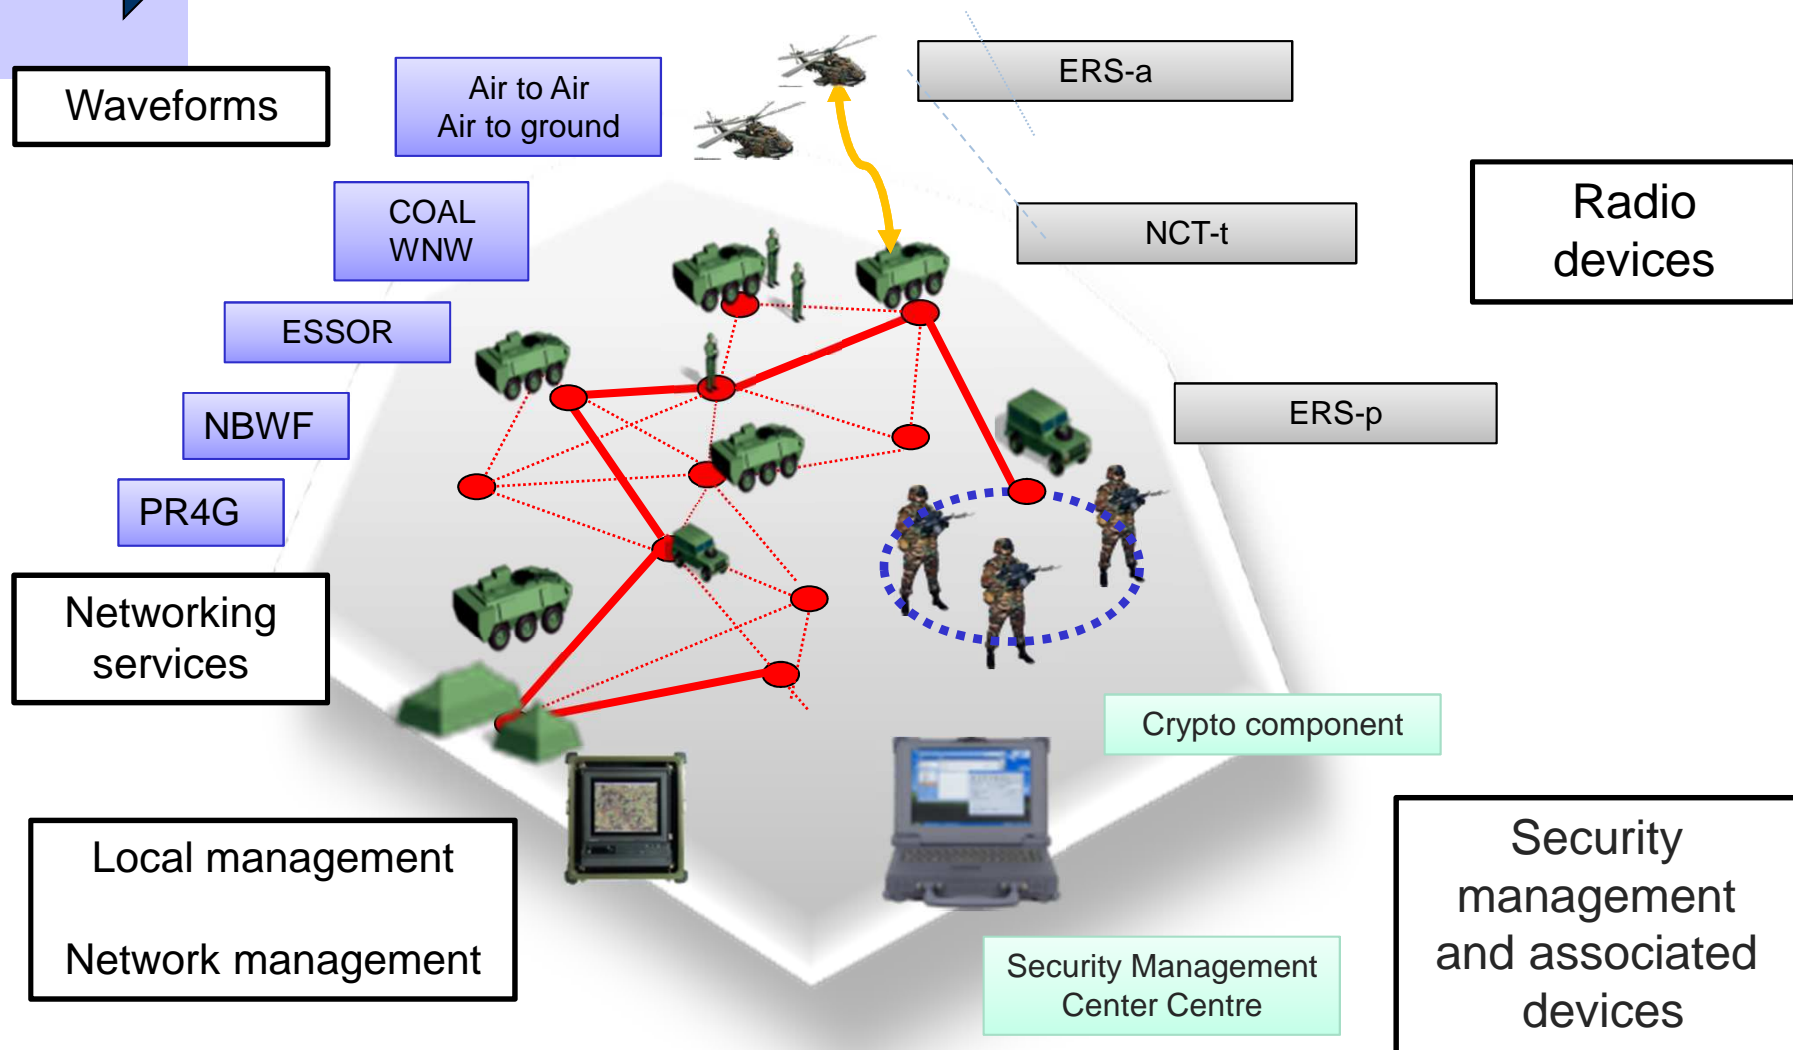 Waveforms
Air to Air
Air to ground
ERS-a
COAL
WNW
NCT-t
Radio
devices
ESSOR
NBWF
ERS-p
PR4G
Networking
services
Crypto component
Local management
Network management
Security Management
Center Centre
Security
management
and associated
devices